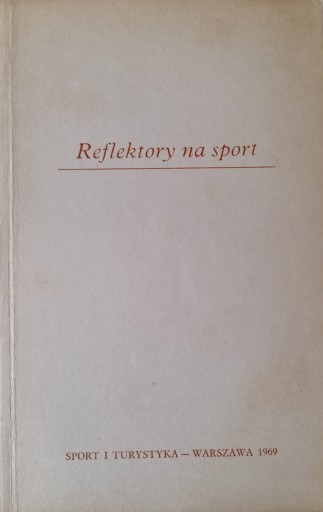 Reflektory na sport
SPORT I TURYSTYKA — WARSZAWA 1969